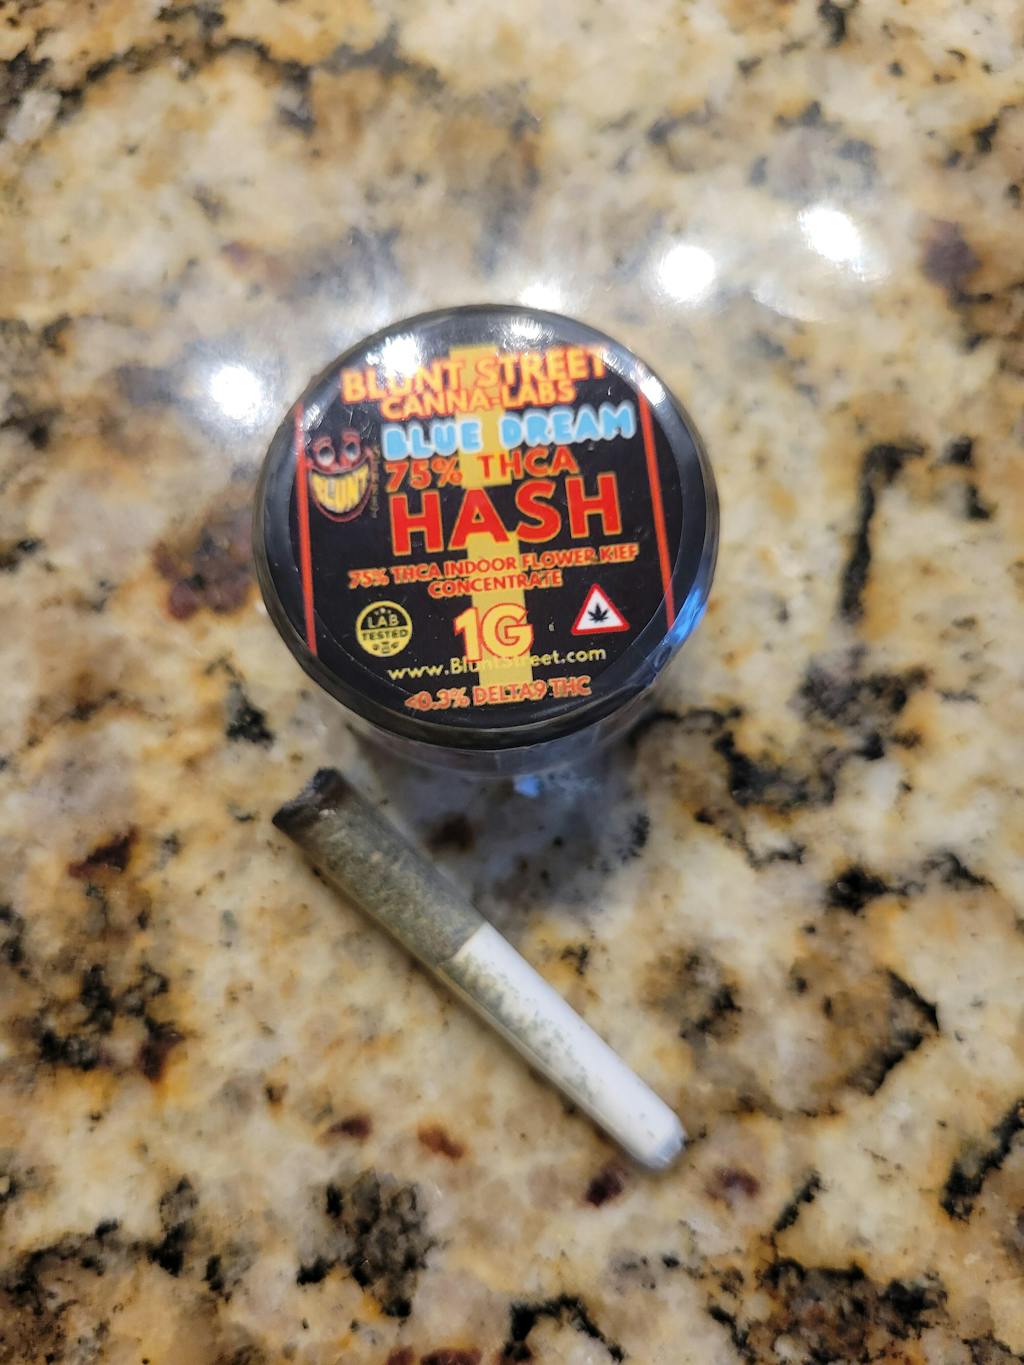 BLUNT STREET
CANNA-LABS
BLUE DREAM
75% THCA
BLUNT
HASH
75% THCA INDOOR FLOWER KIEF
CONCENTRATE
LAB
TESTED
1G
www.BluntStreet.com
<0.3% DELTA9 THC